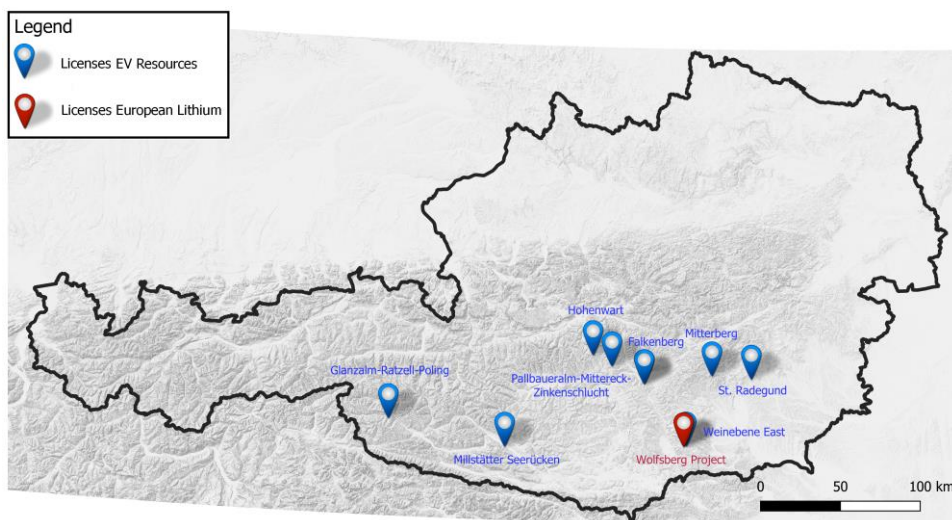 Legend
Licenses EV Resources
Licenses European Lithium
Hohenwart
Falkenberg
Mitterberg
Glanzalm-Ratzell-Poling
Pallbaueralm-Mittereck-
Zinkenschlucht
St. Radegund
Weinebene East
Millstätter Seerücken
Wolfsberg Project
0 50 100 km